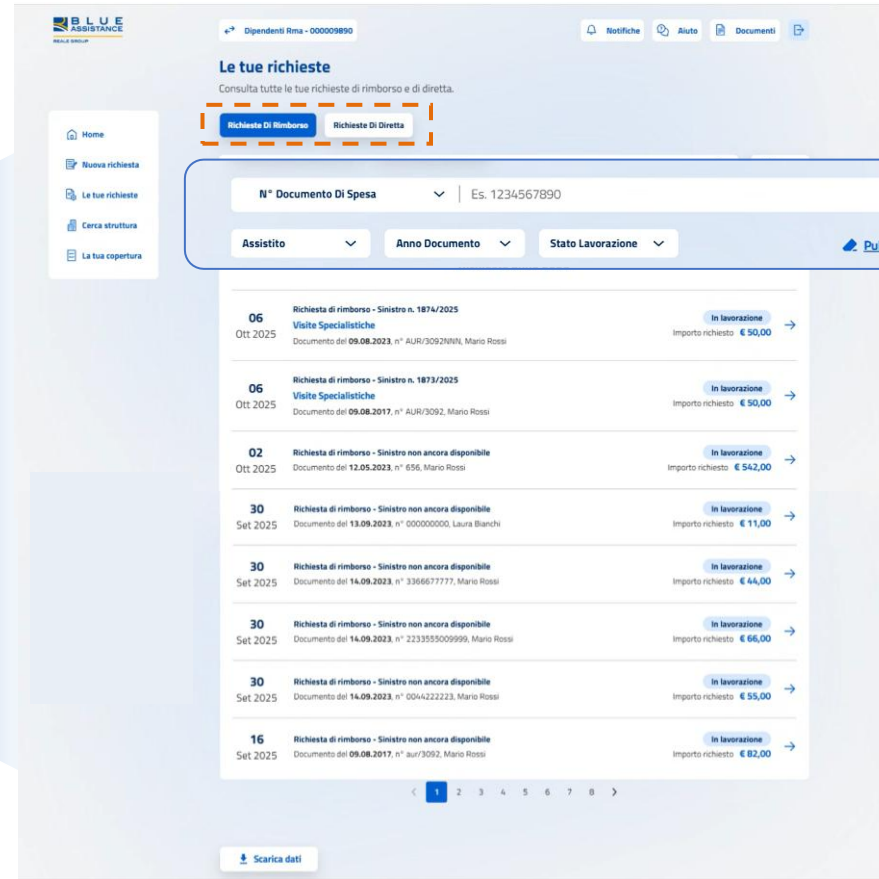 BLUE
ASSISTANCE
REALE GROUP
Dipendenti Rma - 000009890
Notifiche
Aiuto
Documenti
Le tue richieste
Consulta tutte le tue richieste di rimborso e di diretta.
Richieste Di Rimborso
Richieste Di Diretta
Home
Nuova richiesta
Le tue richieste
Cerca struttura
La tua copertura
N° Documento Di Spesa
Es. 1234567890
Assistito
Anno Documento
Stato Lavorazione
06
Ott 2025
Richiesta di rimborso - Sinistro n. 1874/2025
Visite Specialistiche
Documento del 09.08.2023, n° AUR/3092NNN, Mario Rossi
In lavorazione
Importo richiesto € 50,00
06
Ott 2025
Richiesta di rimborso - Sinistro n. 1873/2025
Visite Specialistiche
Documento del 09.08.2017, n° AUR/3092, Mario Rossi
In lavorazione
Importo richiesto € 50,00
02
Ott 2025
Richiesta di rimborso - Sinistro non ancora disponibile
Documento del 12.05.2023, n° 656, Mario Rossi
In lavorazione
Importo richiesto € 542,00
30
Set 2025
Richiesta di rimborso - Sinistro non ancora disponibile
Documento del 13.09.2023, n° 000000000, Laura Bianchi
In lavorazione
Importo richiesto € 11,00
30
Set 2025
Richiesta di rimborso - Sinistro non ancora disponibile
Documento del 14.09.2023, n° 3366677777, Mario Rossi
In lavorazione
Importo richiesto € 44,00
30
Set 2025
Richiesta di rimborso - Sinistro non ancora disponibile
Documento del 14.09.2023, n° 2233555009999, Mario Rossi
In lavorazione
Importo richiesto € 66,00
30
Set 2025
Richiesta di rimborso - Sinistro non ancora disponibile
Documento del 14.09.2023, n° 0044222223, Mario Rossi
In lavorazione
Importo richiesto € 55,00
16
Set 2025
Richiesta di rimborso - Sinistro non ancora disponibile
Documento del 09.08.2017, n° aur/3092, Mario Rossi
In lavorazione
Importo richiesto € 82,00
1 2 3 4 5 6 7 8
Scarica dati